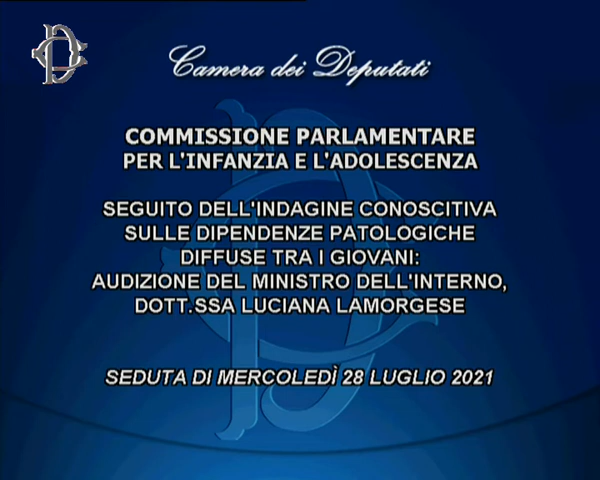 Camera dei Deputati
COMMISSIONE PARLAMENTARE
PER L'INFANZIA E L'ADOLESCENZA
SEGUITO DELL'INDAGINE CONOSCITIVA
SULLE DIPENDENZE PATOLOGICHE
DIFFUSE TRA I GIOVANI:
AUDIZIONE DEL MINISTRO DELL'INTERNO,
DOTT.SSA LUCIANA LAMORGESE
SEDUTA DI MERCOLEDÌ 28 LUGLIO 2021